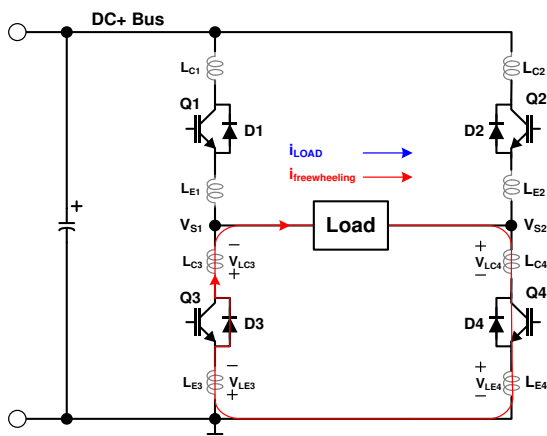 DC+ Bus
LC1
LC2
Q1
Q2
D1
D2
iLOAD
ifreewheeling
LE1
LE2
VS1
Load
VS2
−
+
LC3
VLC3
VLC4
LC4
+
−
Q3
Q4
D3
D4
−
+
LE3
VLE3
VLE4
LE4
+
−
+